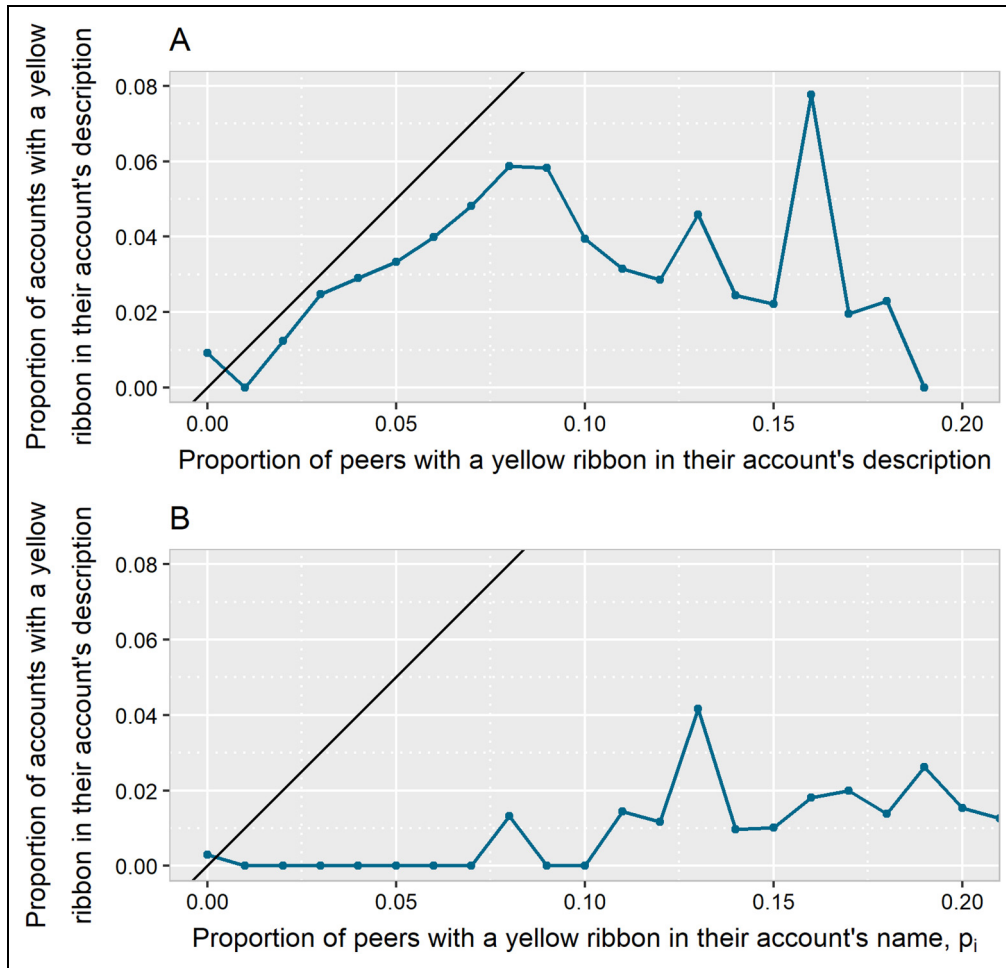 A
Proportion of accounts with a yellow
ribbon in their account's description
0.08
0.06
0.04
0.02
0.00
0.00 0.05 0.10 0.15 0.20
Proportion of peers with a yellow ribbon in their account's description
B
Proportion of accounts with a yellow
ribbon in their account's description
0.08
0.06
0.04
0.02
0.00
0.00 0.05 0.10 0.15 0.20
Proportion of peers with a yellow ribbon in their account's name, pᵢ